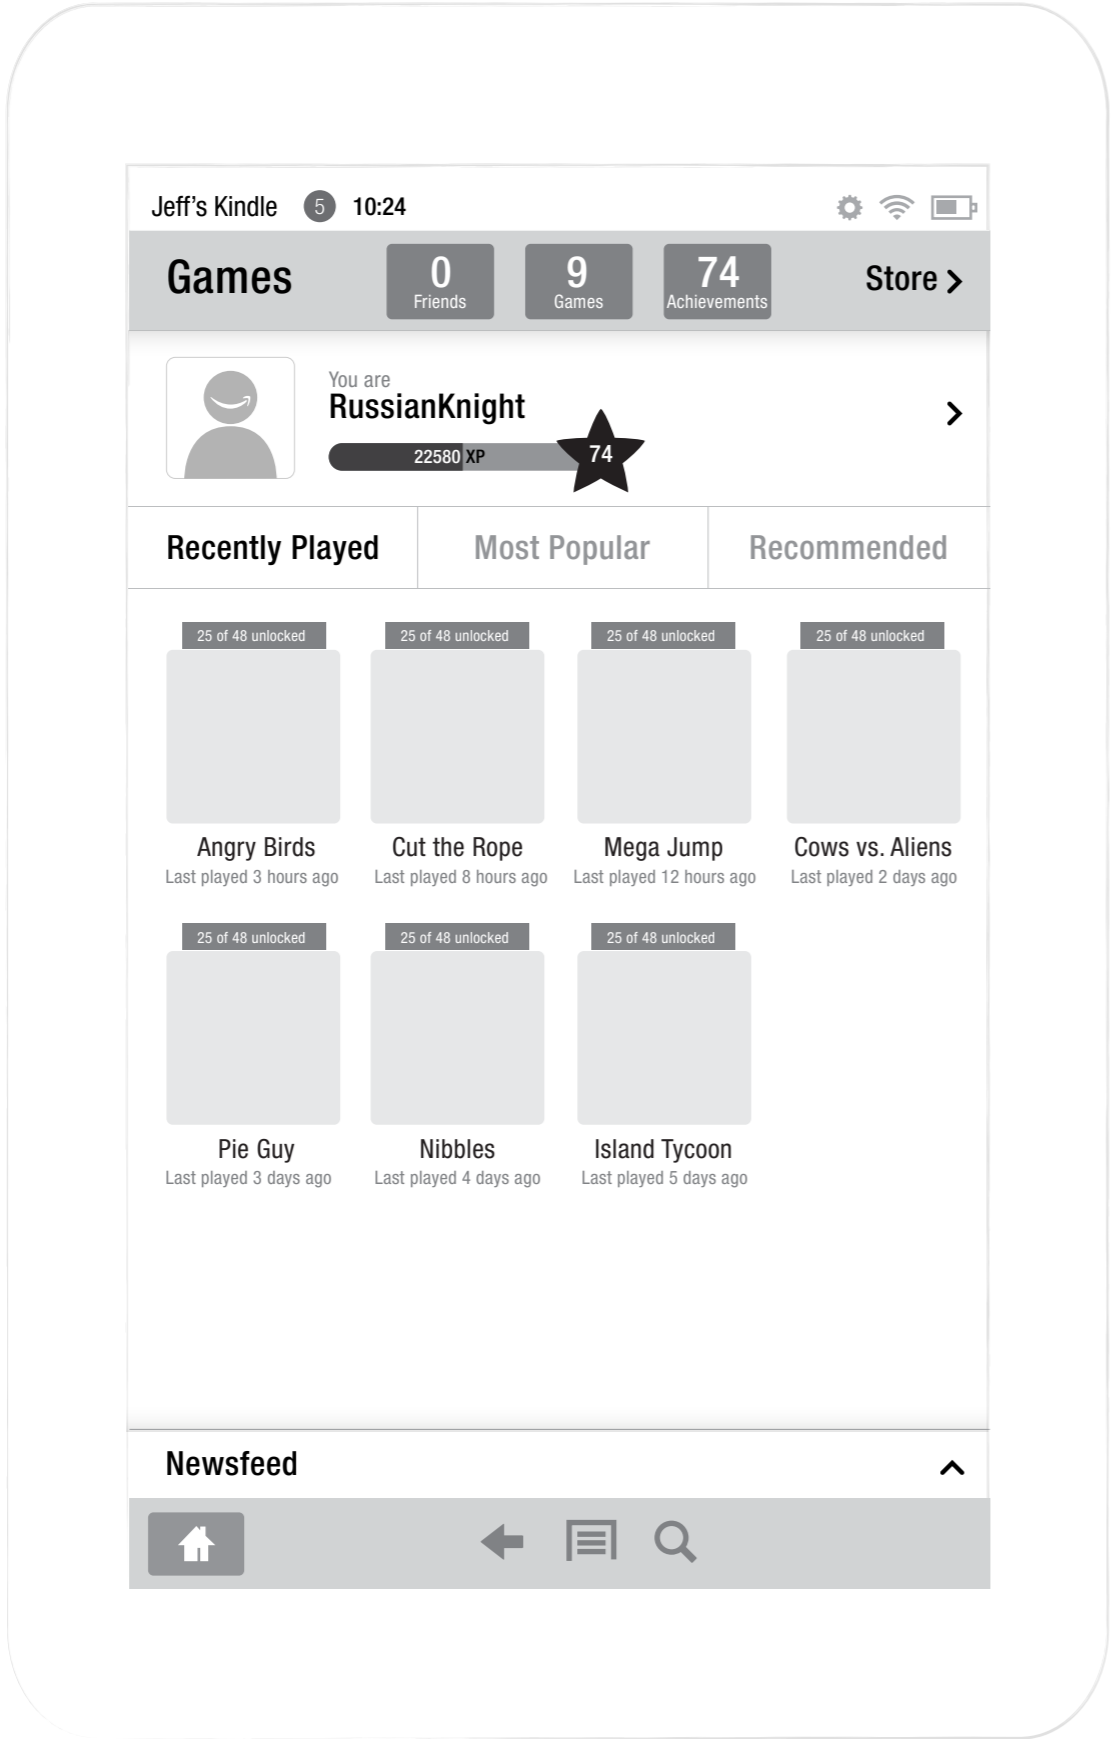 Jeff's Kindle 5 10:24
Games
0
Friends
9
Games
74
Achievements
Store
You are
RussianKnight
22580 XP
74
Recently Played
Most Popular
Recommended
25 of 48 unlocked
25 of 48 unlocked
25 of 48 unlocked
25 of 48 unlocked
Angry Birds
Last played 3 hours ago
Cut the Rope
Last played 8 hours ago
Mega Jump
Last played 12 hours ago
Cows vs. Aliens
Last played 2 days ago
25 of 48 unlocked
25 of 48 unlocked
25 of 48 unlocked
Pie Guy
Last played 3 days ago
Nibbles
Last played 4 days ago
Island Tycoon
Last played 5 days ago
Newsfeed